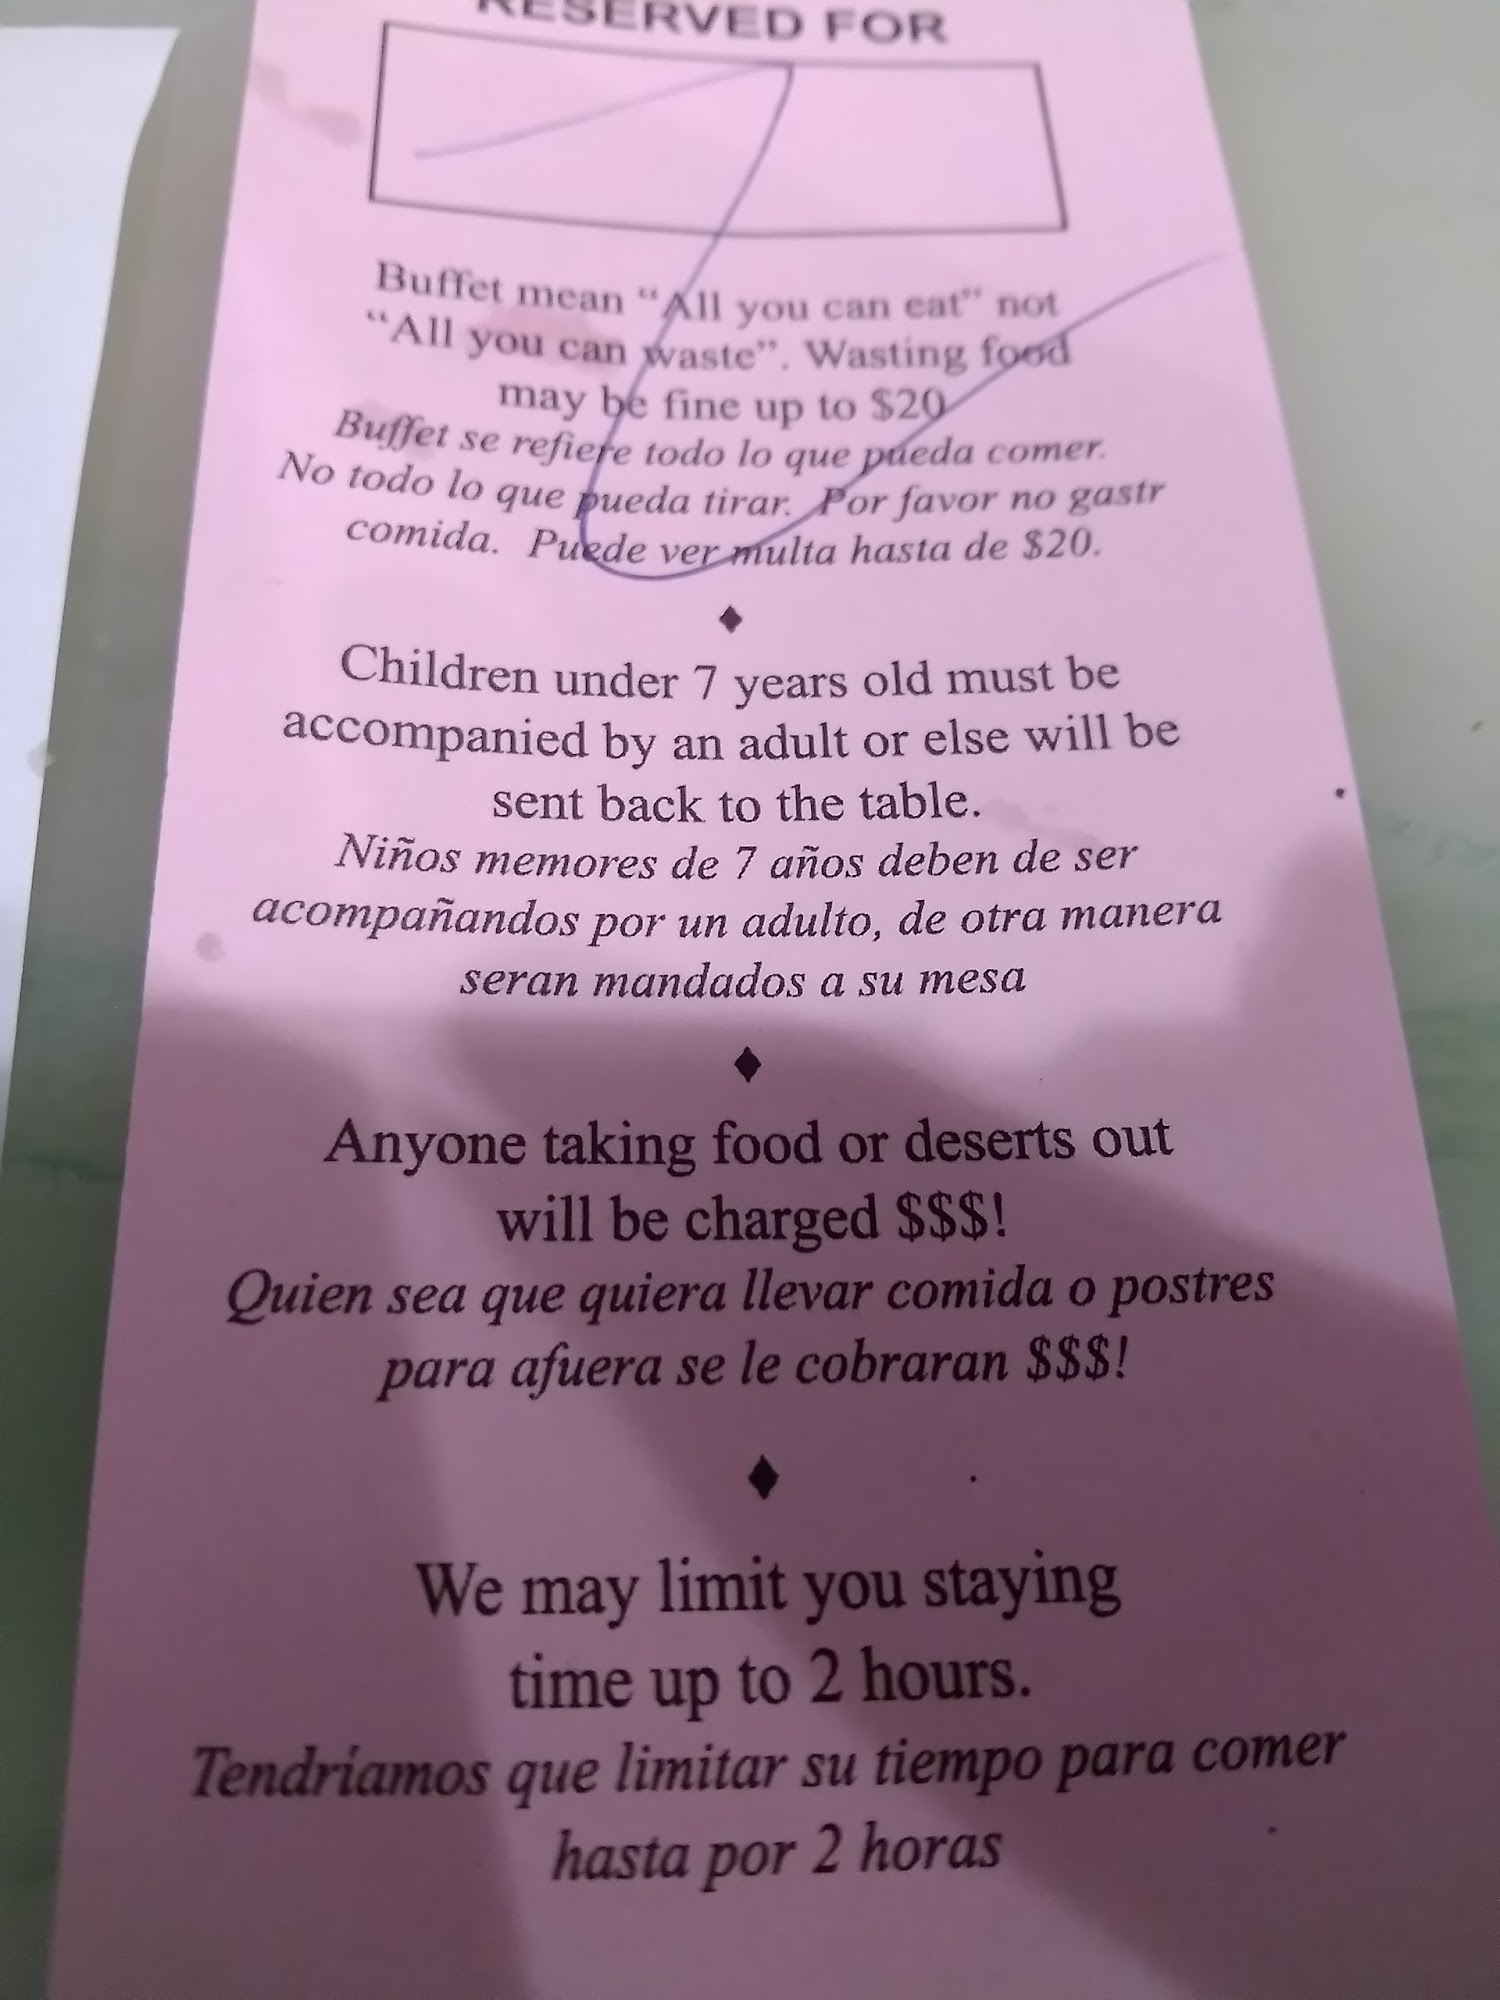 RESERVED FOR
Buffet mean “All you can eat” not
“All you can waste”. Wasting food
may be fine up to $20
Buffet se refiere todo lo que pueda comer.
No todo lo que pueda tirar. Por favor no gastr
comida. Puede ver multa hasta de $20.
Children under 7 years old must be
accompanied by an adult or else will be
sent back to the table.
Niños memores de 7 años deben de ser
acompañandos por un adulto, de otra manera
seran mandados a su mesa
Anyone taking food or deserts out
will be charged $$$!
Quien sea que quiera llevar comida o postres
para afuera se le cobraran $$$!
We may limit you staying
time up to 2 hours.
Tendríamos que limitar su tiempo para comer
hasta por 2 horas